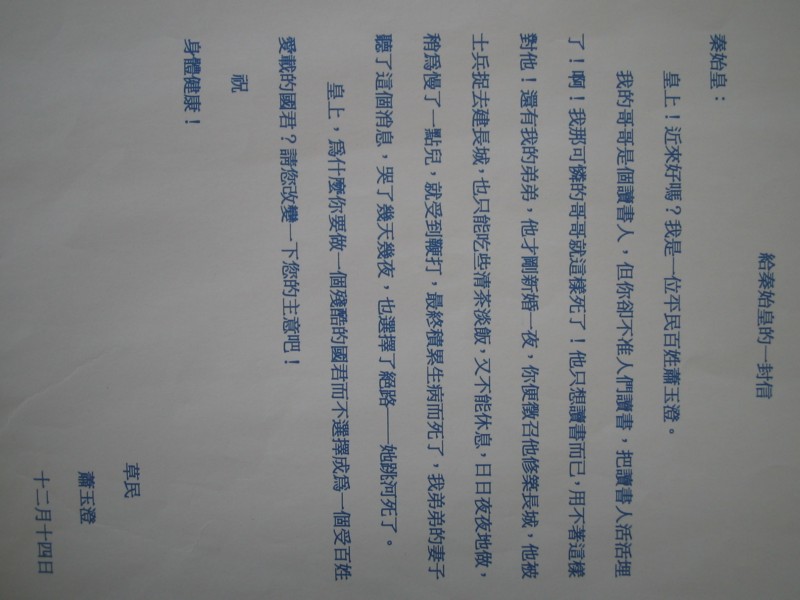 給秦始皇的一封信
秦始皇：
皇上！近來好嗎？我是一位平民百姓蕭玉澄。
我的哥哥是個讀書人，但你卻不准人們讀書，把讀書人活活埋
了！啊！我那可憐的哥哥就這樣死了！他只想讀書而已，用不著這樣
對他！還有我的弟弟，他才剛新婚一夜，你便徵召他修築長城，他被
士兵捉去建長城，也只能吃些清茶淡飯，又不能休息，日日夜夜地做，
稍為慢了一點兒，就受到鞭打，最終積累生病而死了，我弟弟的妻子
聽了這個消息，哭了幾天幾夜，也選擇了絕路——她跳河死了。
皇上，爲什麼你要做一個殘酷的國君而不選擇成爲一個受百姓
愛載的國君？請您改變一下您的主意吧！
祝
身體健康！
草民
蕭玉澄
十二月十四日